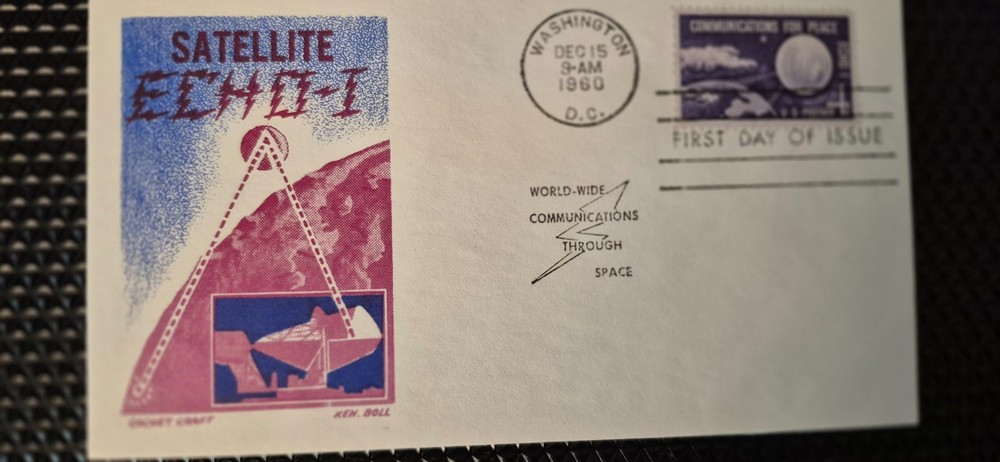 SATELLITE
ECHO-I
CACHET CRAFT
KEN. BOLL
WASHINGTON
DEC 15
9-AM
1960
D.C.
COMMUNICATIONS FOR PEACE
FIRST DAY OF ISSUE
WORLD-WIDE
COMMUNICATIONS
THROUGH
SPACE